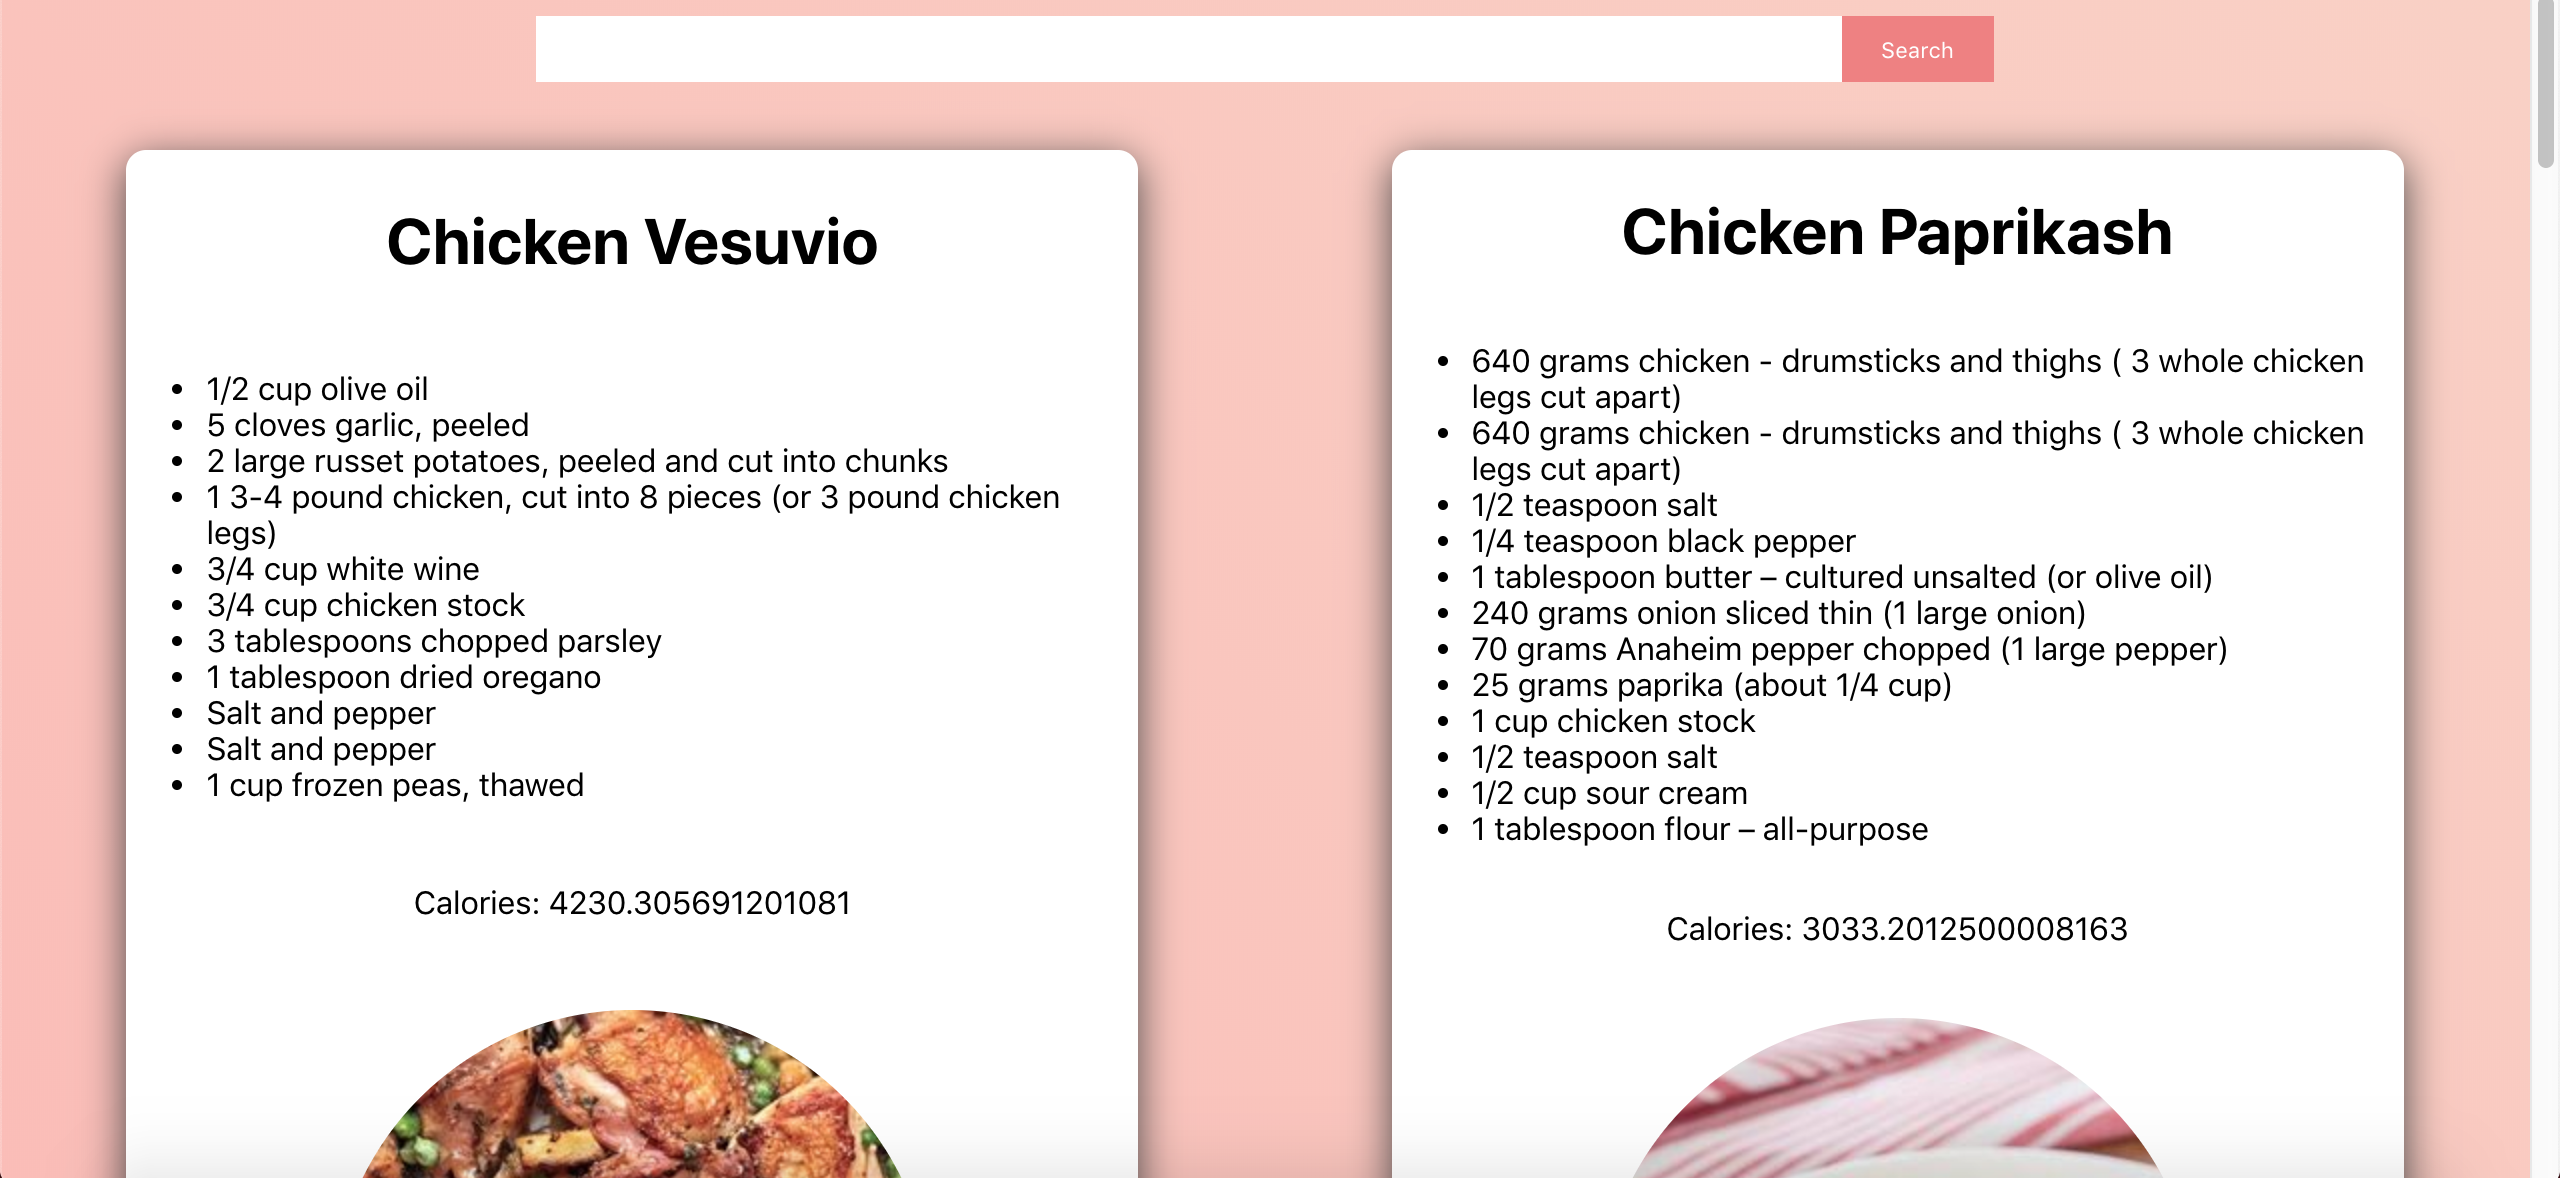 Search
Chicken Vesuvio
1/2 cup olive oil
5 cloves garlic, peeled
2 large russet potatoes, peeled and cut into chunks
1 3-4 pound chicken, cut into 8 pieces (or 3 pound chicken
legs)
3/4 cup white wine
3/4 cup chicken stock
3 tablespoons chopped parsley
1 tablespoon dried oregano
Salt and pepper
Salt and pepper
1 cup frozen peas, thawed
Calories: 4230.305691201081
Chicken Paprikash
640 grams chicken - drumsticks and thighs ( 3 whole chicken
legs cut apart)
640 grams chicken - drumsticks and thighs ( 3 whole chicken
legs cut apart)
1/2 teaspoon salt
1/4 teaspoon black pepper
1 tablespoon butter – cultured unsalted (or olive oil)
240 grams onion sliced thin (1 large onion)
70 grams Anaheim pepper chopped (1 large pepper)
25 grams paprika (about 1/4 cup)
1 cup chicken stock
1/2 teaspoon salt
1/2 cup sour cream
1 tablespoon flour – all-purpose
Calories: 3033.2012500008163